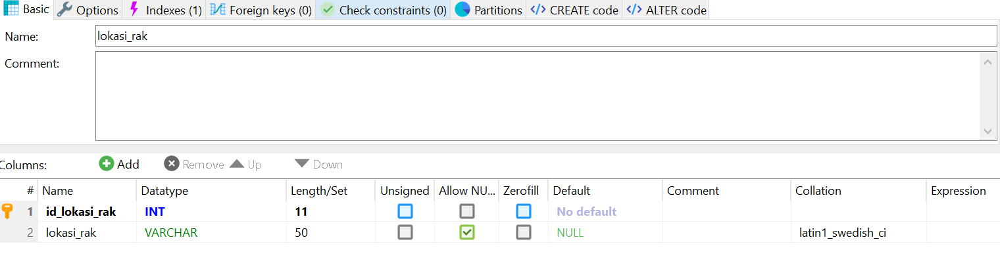 Basic Options Indexes (1) Foreign keys (0) Check constraints (0) Partitions </> CREATE code </> ALTER code
Name: lokasi_rak
Comment:
Columns: Add Remove Up Down
# Name Datatype Length/Set Unsigned Allow NU... Zerofill Default Comment Collation Expression
1 id_lokasi_rak INT 11 No default
2 lokasi_rak VARCHAR 50 NULL latin1_swedish_ci